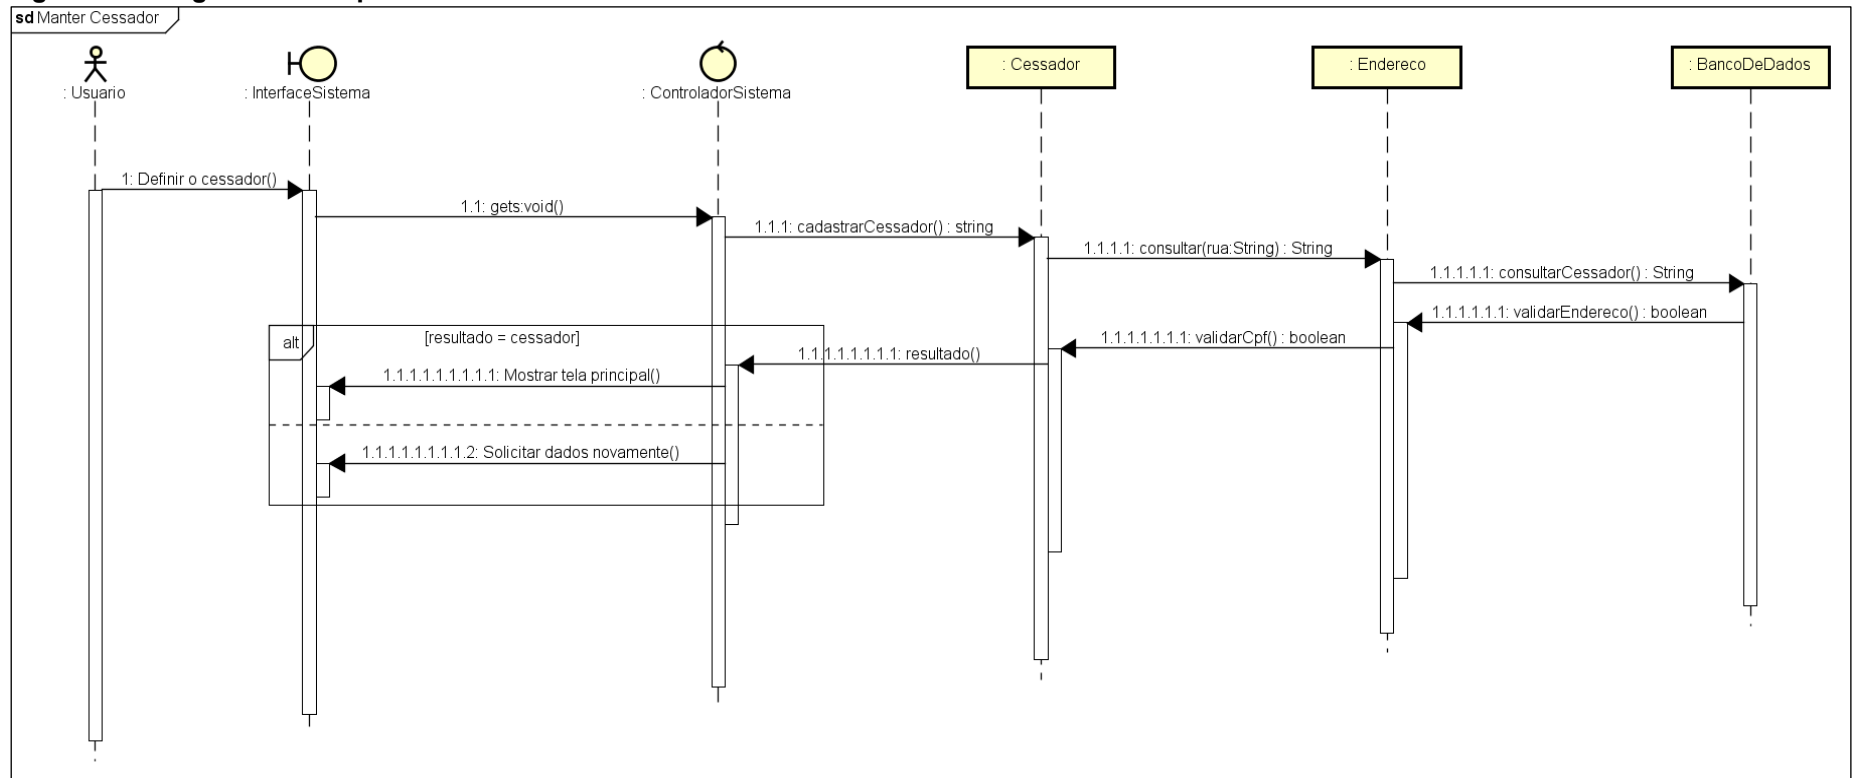 sd Manter Cessador
: Usuario
: InterfaceSistema
: ControladorSistema
: Cessador
: Endereco
: BancoDeDados
1: Definir o cessador()
1.1: gets:void()
1.1.1: cadastrarCessador() : string
1.1.1.1: consultar(rua:String) : String
1.1.1.1.1: consultarCessador() : String
1.1.1.1.1.1: validarEndereco() : boolean
alt
[resultado = cessador]
1.1.1.1.1.1.1: validarCpf() : boolean
1.1.1.1.1.1.1.1: resultado()
1.1.1.1.1.1.1.1.1: Mostrar tela principal()
1.1.1.1.1.1.1.1.2: Solicitar dados novamente()